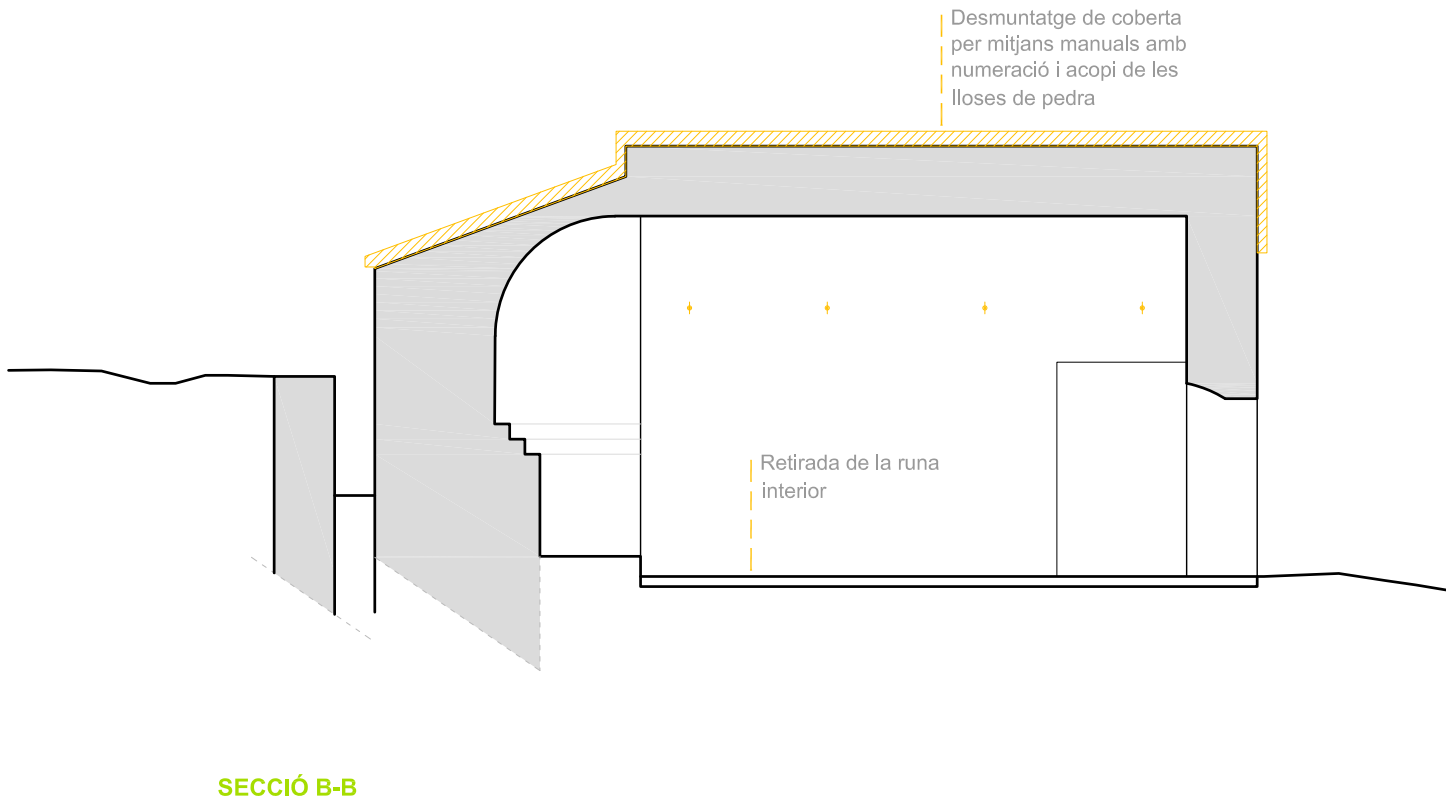 Desmuntatge de coberta
per mitjans manuals amb
numeració i acopi de les
lloses de pedra
Retirada de la runa
interior
SECCIÓ B-B